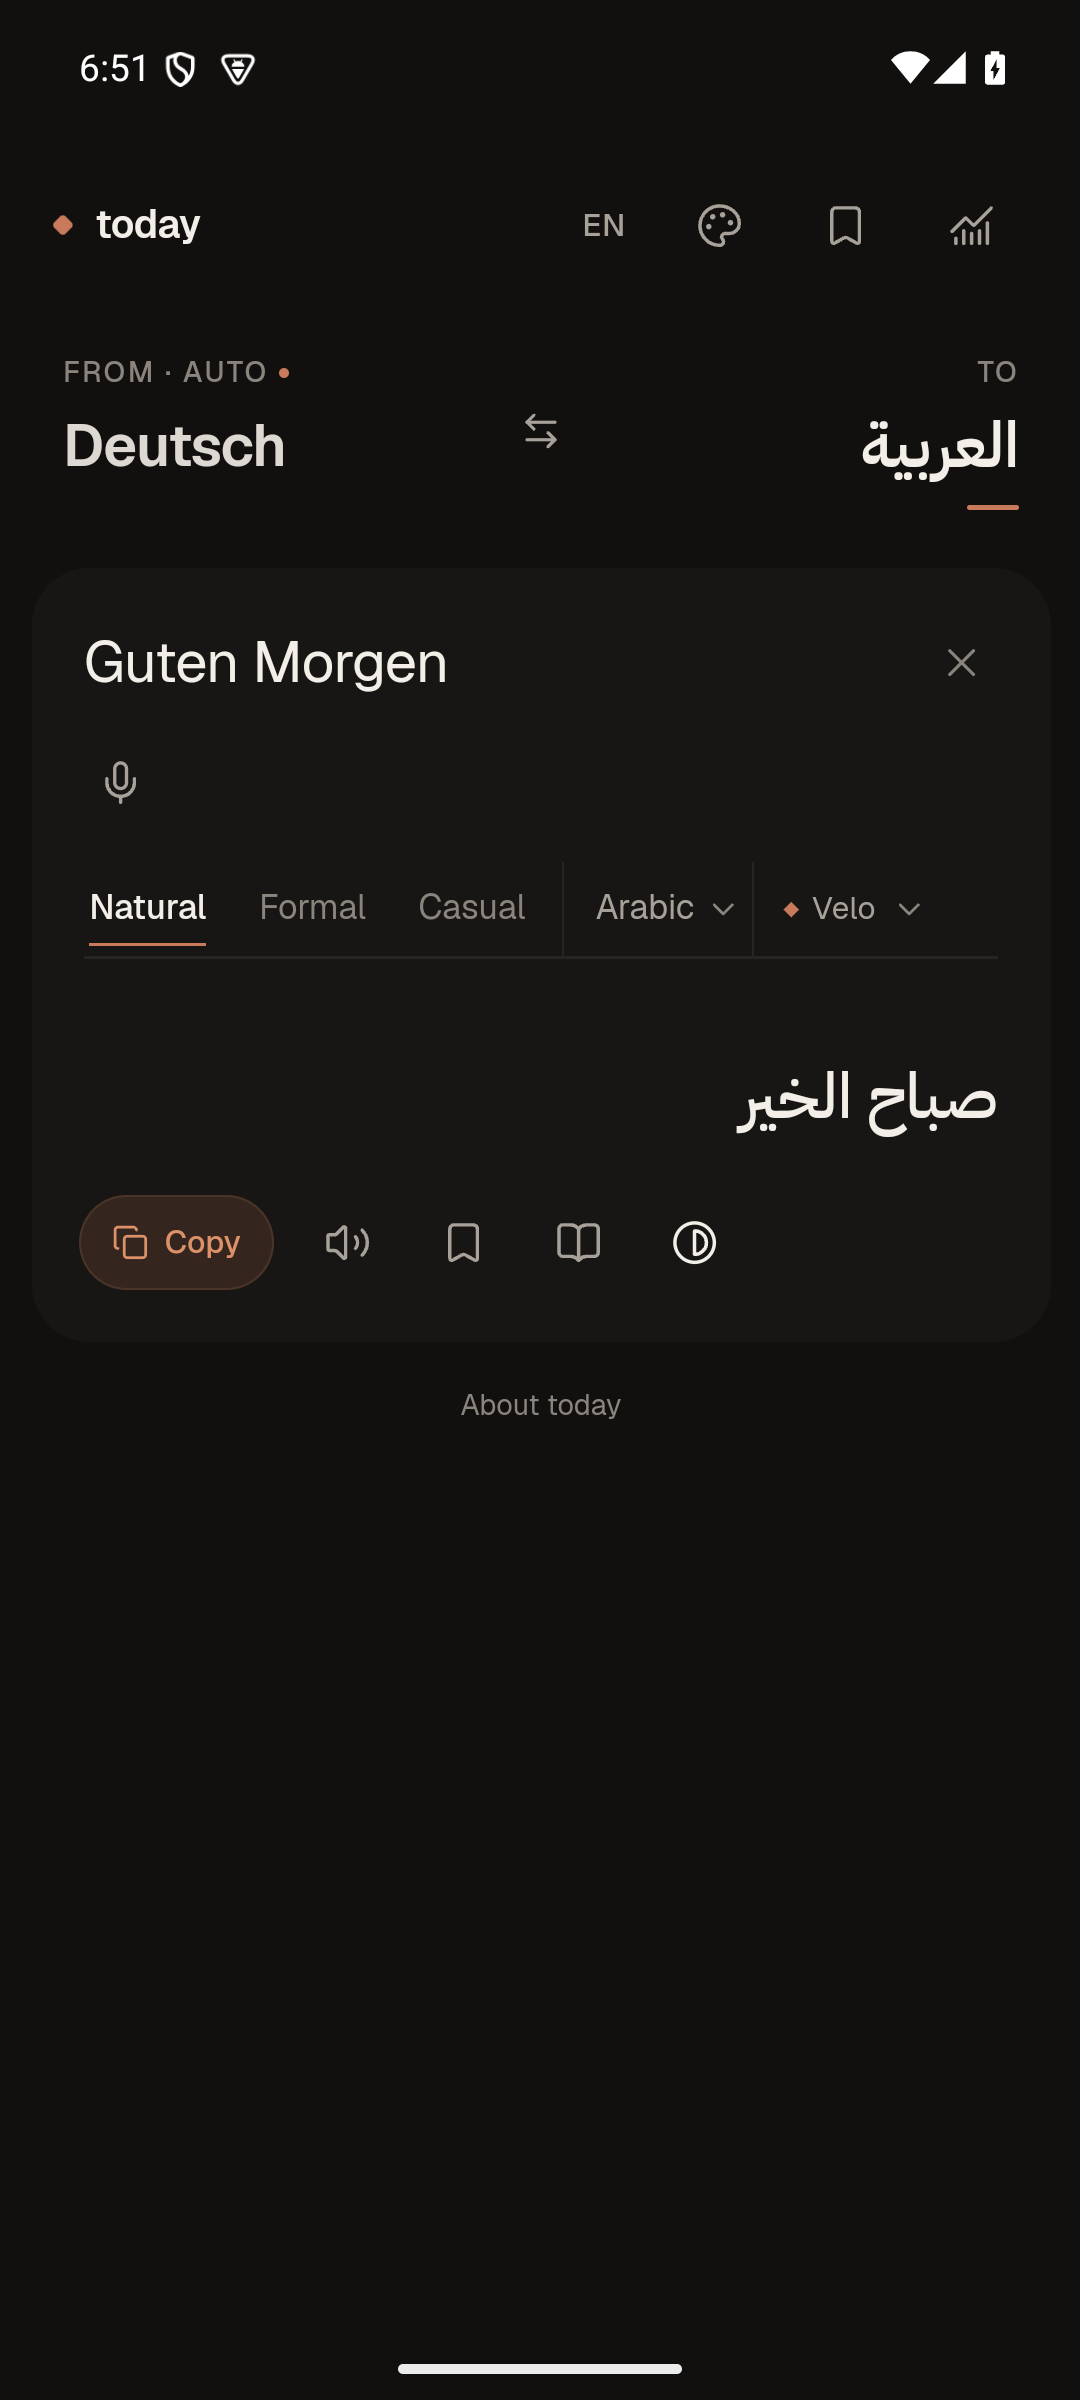 6:51
today
EN
FROM · AUTO
TO
Deutsch
العربية
Guten Morgen
Natural Formal Casual Arabic Velo
صباح الخير
Copy
About today